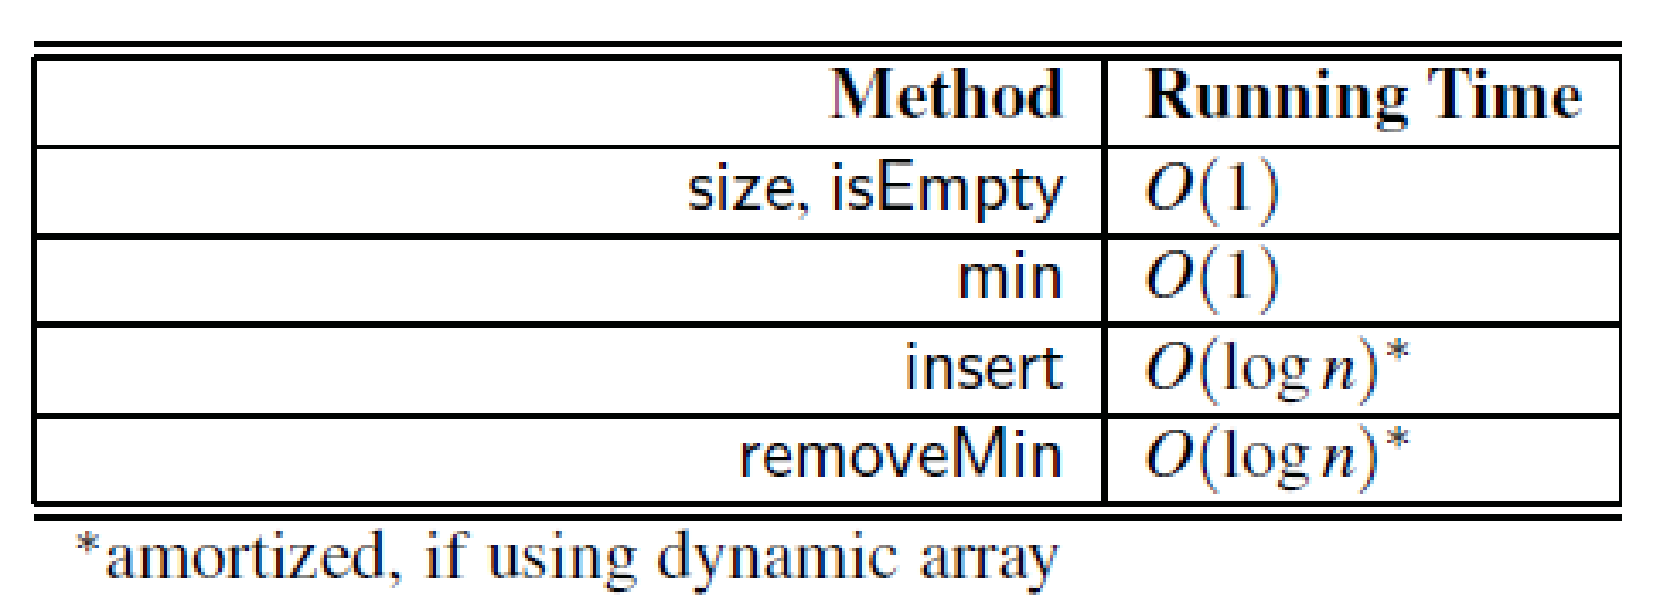 Method Running Time
size, isEmpty O(1)
min O(1)
insert O(log n)*
removeMin O(log n)*
*amortized, if using dynamic array